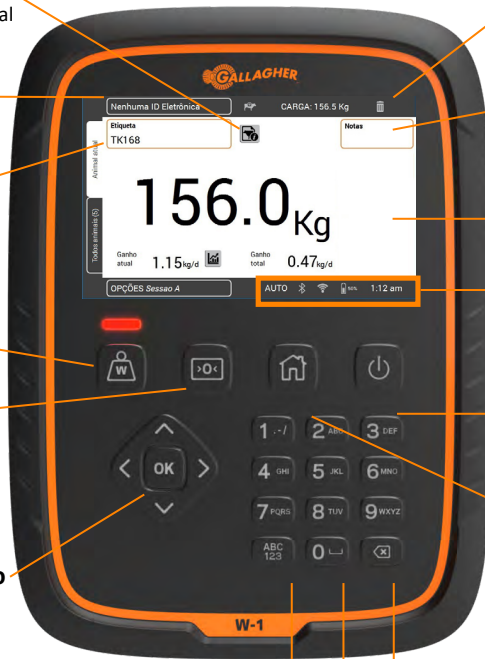 al
GALLAGHER
Nenhuma ID Eletrônica
CARGA: 156.5 Kg
Animal atual
Etiqueta
TK168
Notas
156.0Kg
Todos animais (5)
Ganho atual 1.15kg/d
Ganho total 0.47kg/d
OPÇÕES Sessao A
AUTO 50% 1:12 am
W
>0<
OK
1 .-/
2 ABC
3 DEF
4 GHI
5 JKL
6 MNO
7 PQRS
8 TUV
9 WXYZ
ABC
123
0
o
W-1